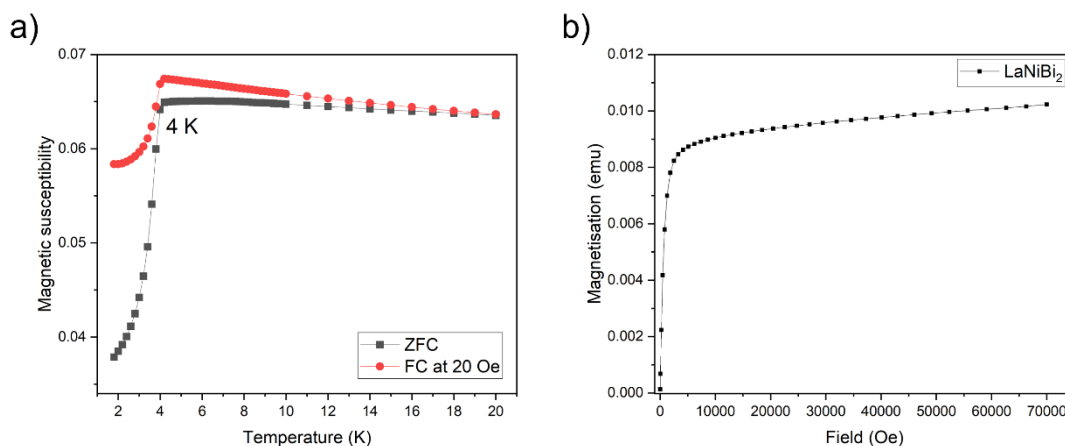 a)
0.07
0.06
0.05
0.04
Magnetic susceptibility
4 K
ZFC
FC at 20 Oe
2 4 6 8 10 12 14 16 18 20
Temperature (K)
b)
0.012
0.010
0.008
0.006
0.004
0.002
0.000
Magnetisation (emu)
LaNiBi₂
0 10000 20000 30000 40000 50000 60000 70000
Field (Oe)